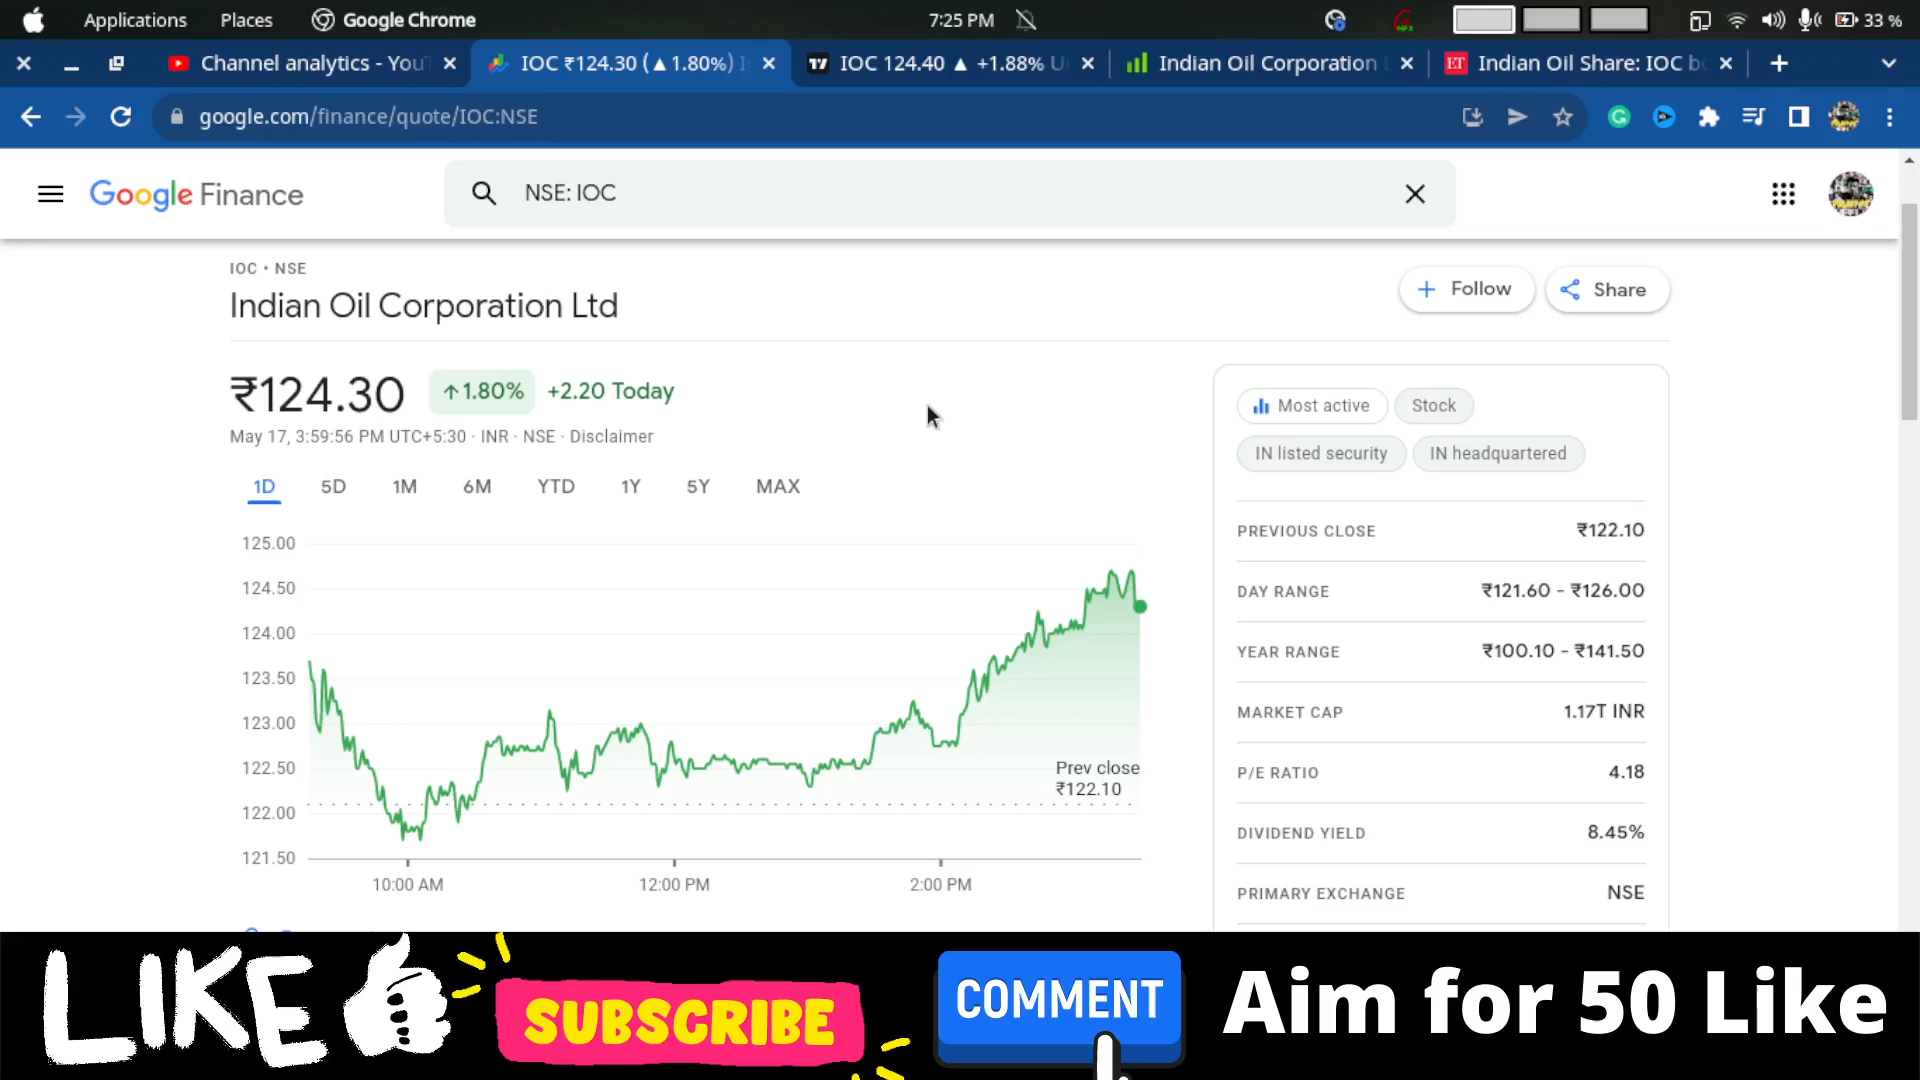 Applications Places Google Chrome 7:25 PM 33 %
Channel analytics - You IOC ₹124.30 (▲1.80%) IOC 124.40 ▲ +1.88% Indian Oil Corporation Indian Oil Share: IOC
google.com/finance/quote/IOC:NSE
Google Finance NSE: IOC
IOC • NSE
Indian Oil Corporation Ltd
+ Follow
Share
₹124.30 ↑1.80% +2.20 Today
May 17, 3:59:56 PM UTC+5:30 · INR · NSE · Disclaimer
1D 5D 1M 6M YTD 1Y 5Y MAX
125.00
124.50
124.00
123.50
123.00
122.50
122.00
121.50
Prev close
₹122.10
10:00 AM 12:00 PM 2:00 PM
Most active Stock
IN listed security IN headquartered
PREVIOUS CLOSE ₹122.10
DAY RANGE ₹121.60 - ₹126.00
YEAR RANGE ₹100.10 - ₹141.50
MARKET CAP 1.17T INR
P/E RATIO 4.18
DIVIDEND YIELD 8.45%
PRIMARY EXCHANGE NSE
LIKE SUBSCRIBE COMMENT Aim for 50 Like